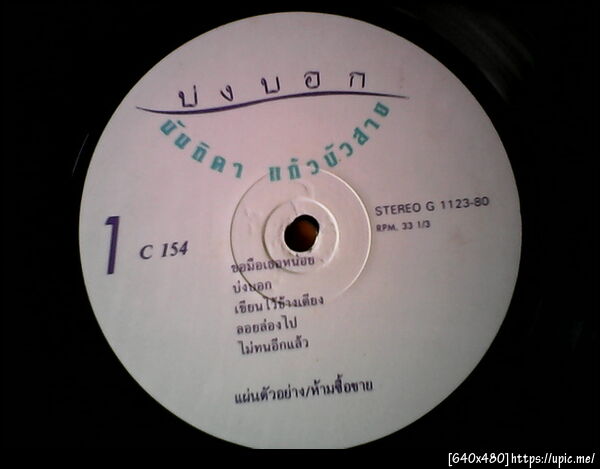 บ่งบอก
นันทิดา แก้วบัวสาย
1
C 154
STEREO G 1123-80
RPM. 33 1/3
ขอมือเธอหน่อย
บ่งบอก
เขียนไว้ข้างเตียง
ลอยล่องไป
ไม่ทนอีกแล้ว
แผ่นตัวอย่าง/ห้ามซื้อขาย
[640x480]https://upic.me/